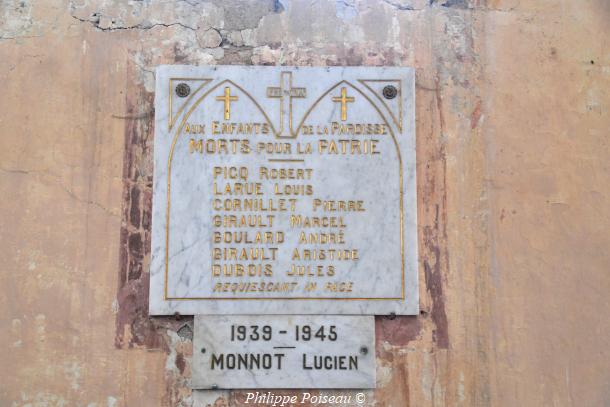 AUX ENFANTS DE LA PARDISSE
MORTS POUR LA PATRIE
PICQ ROBERT
LARUE LOUIS
CORNILLET PIERRE
GIRAULT MARCEL
BOULARD ANDRÉ
GIRAULT ARISTIDE
DUBOIS JULES
REQUIESCANT IN PACE
1939 - 1945
MONNOT LUCIEN
Philippe Poiseau ©